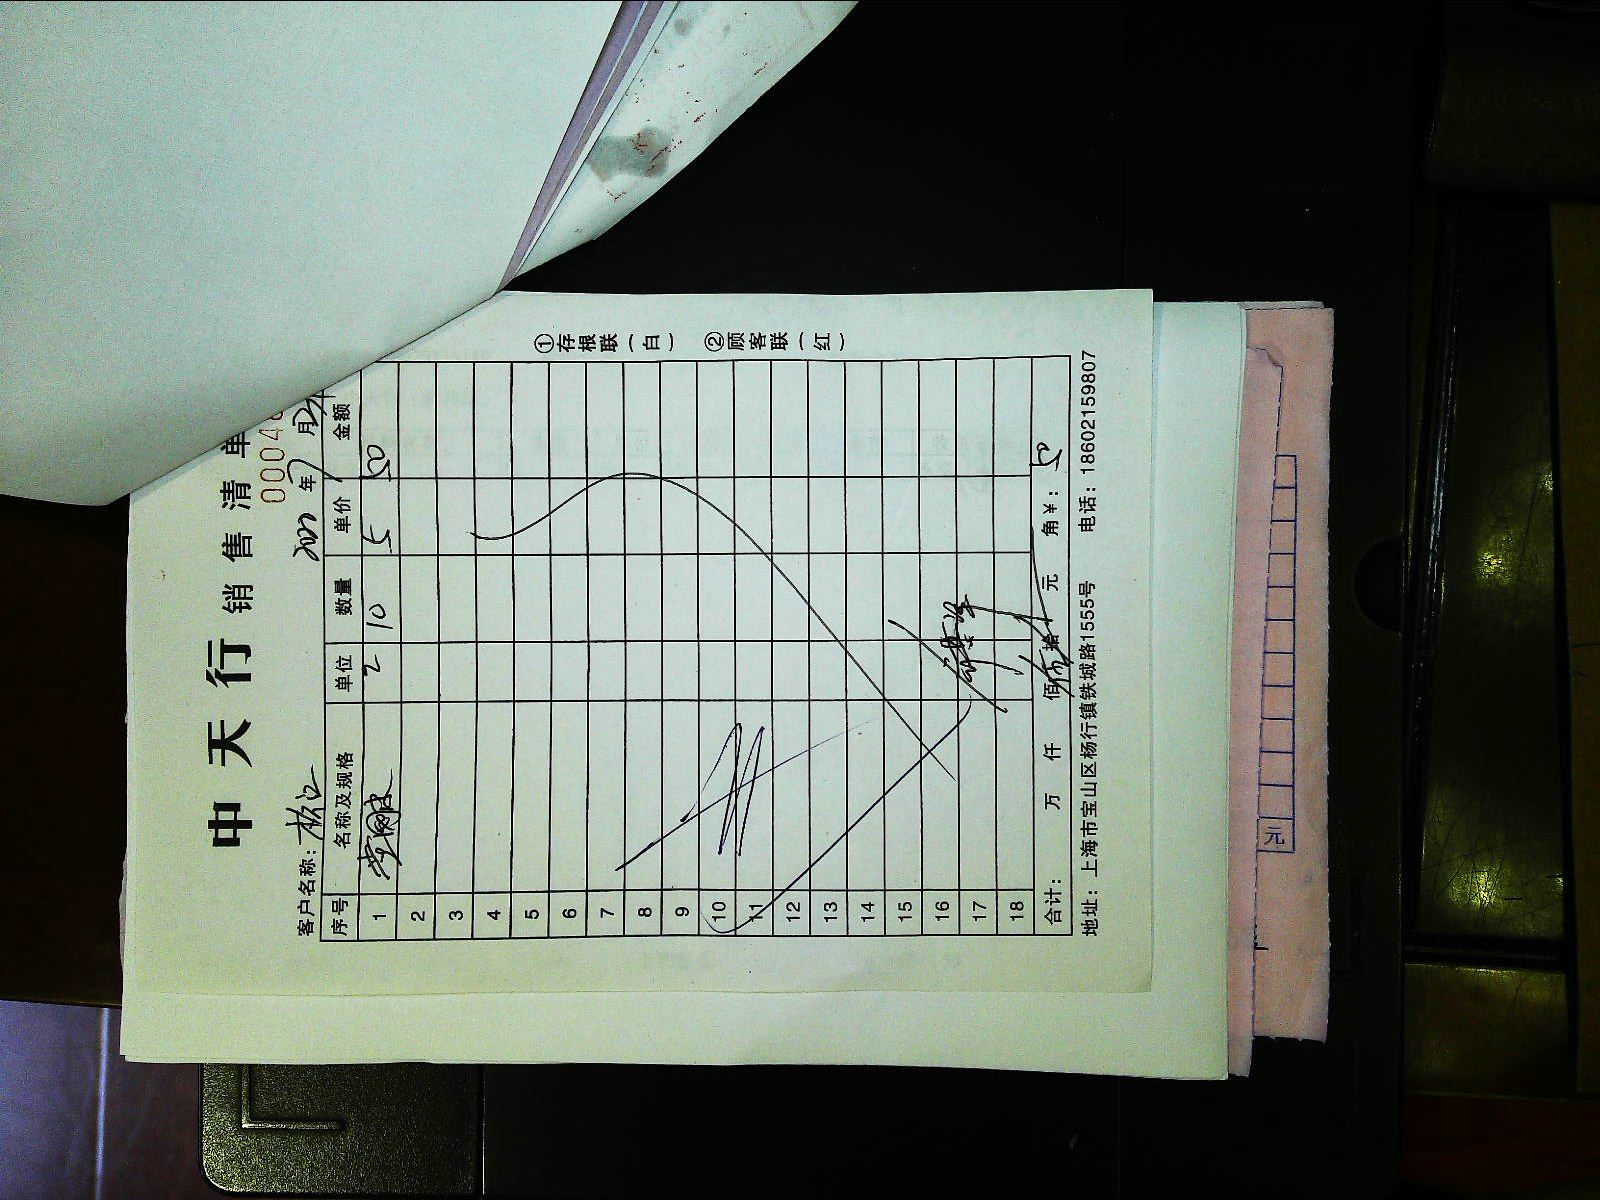 中天行销售清单
0004
客户名称：
年 月
序号 名称及规格 单位 数量 单价 金额
1 10 5 50
2
3
4
5
6
7
8
9
10
11
12
13
14
15
16
17
18
合计： 万 仟 佰 拾 元 角 ¥：50
地址：上海市宝山区杨行镇铁城路1555号 电话：18602159807
①存根联（白） ②顾客联（红）
元